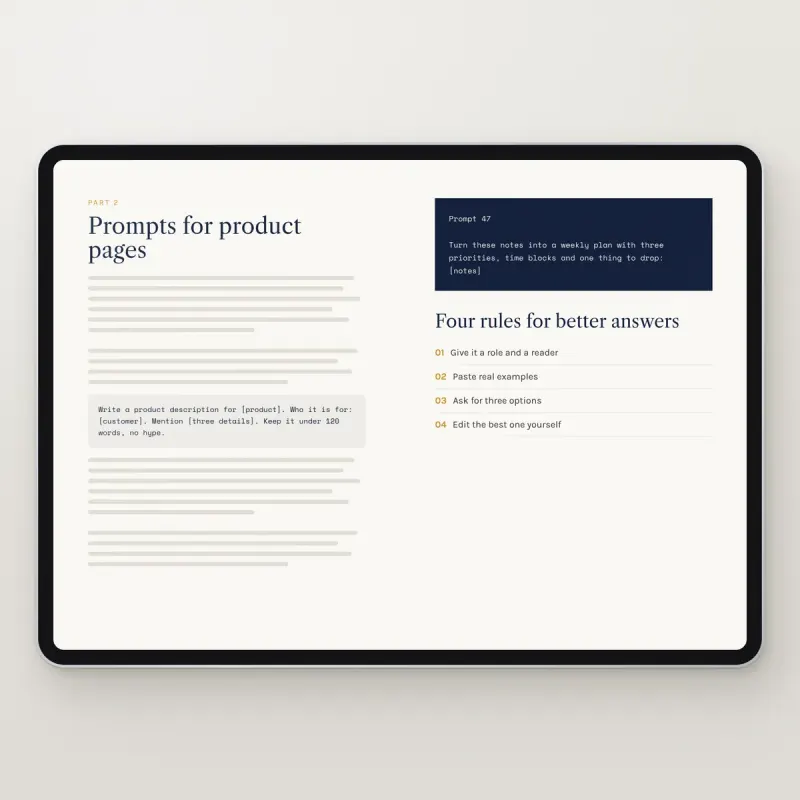 PART 2
Prompts for product
pages
Write a product description for [product]. Who it is for:
[customer]. Mention [three details]. Keep it under 120
words, no hype.
Prompt 47
Turn these notes into a weekly plan with three
priorities, time blocks and one thing to drop:
[notes]
Four rules for better answers
01 Give it a role and a reader
02 Paste real examples
03 Ask for three options
04 Edit the best one yourself